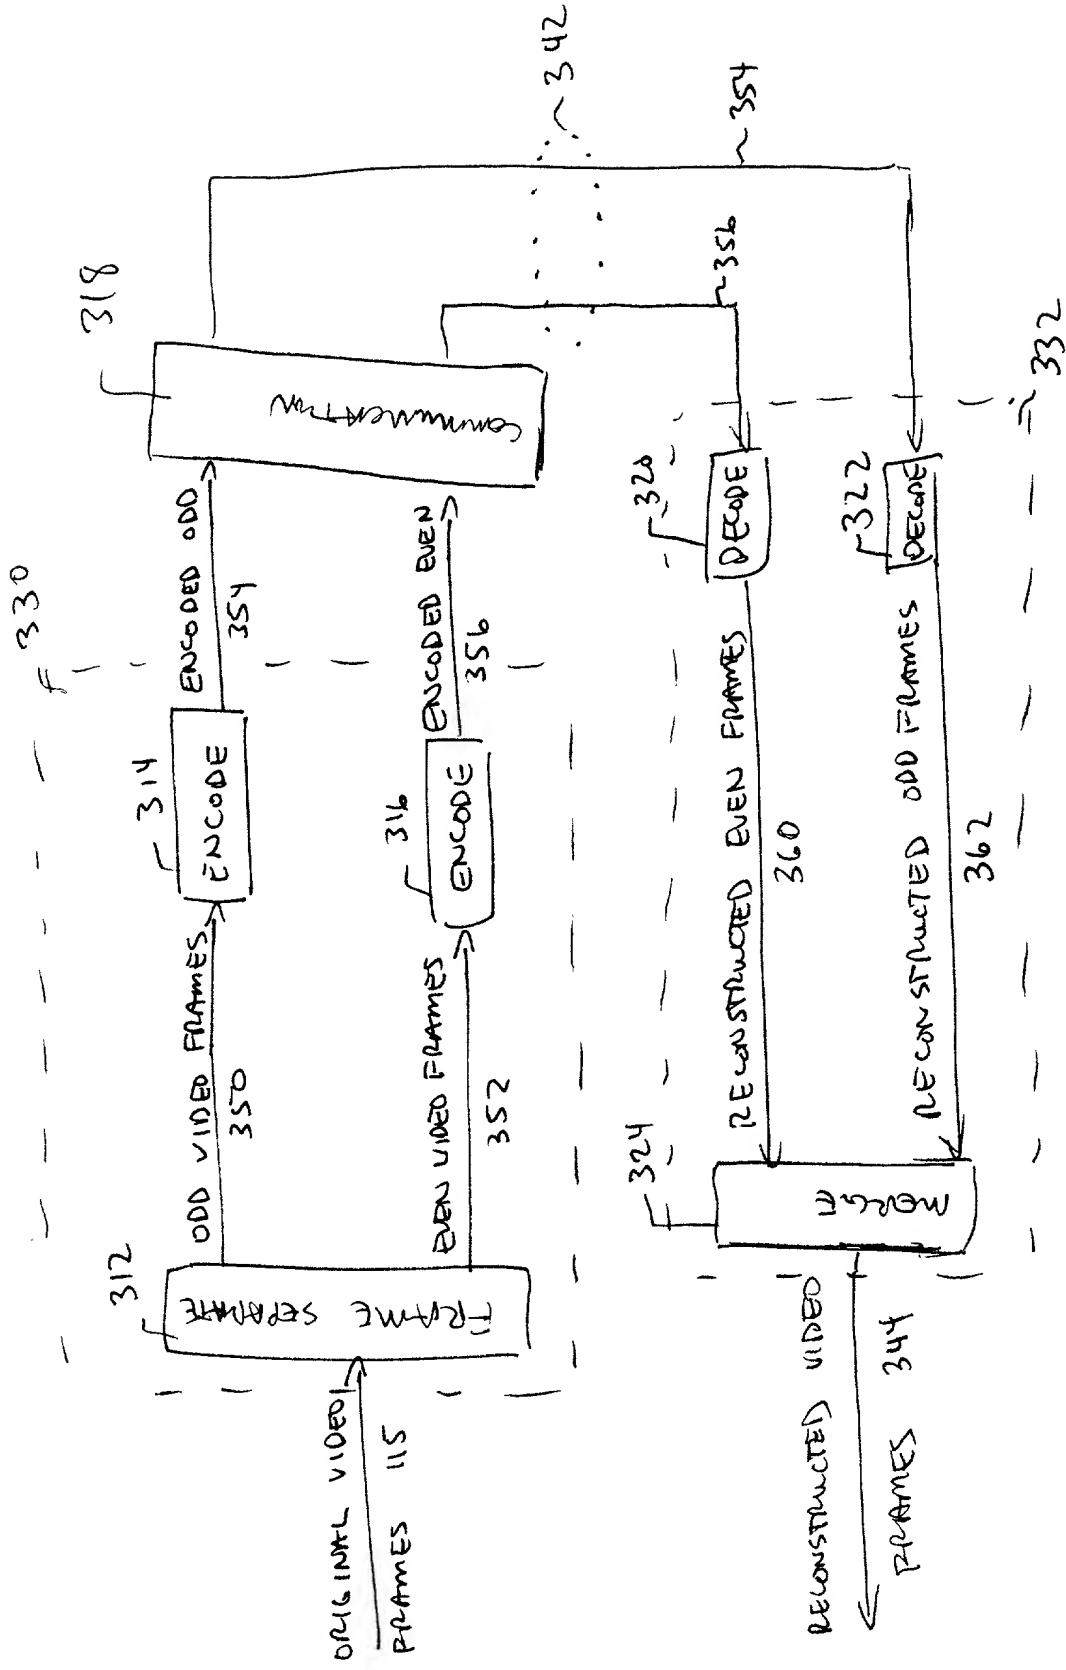 330
318
342
312
ODD VIDEO FRAMES
350
314
ENCODE
ENCODED ODD
354
COMMUNICATION
354
ORIGINAL VIDEO
FRAMES 115
FRAME
SEPARATE
EVEN VIDEO FRAMES
352
316
ENCODE
ENCODED EVEN
356
356
324
MERGE
RECONSTRUCTED EVEN FRAMES
360
320
DECODE
RECONSTRUCTED ODD FRAMES
362
322
DECODE
332
RECONSTRUCTED VIDEO
FRAMES 344